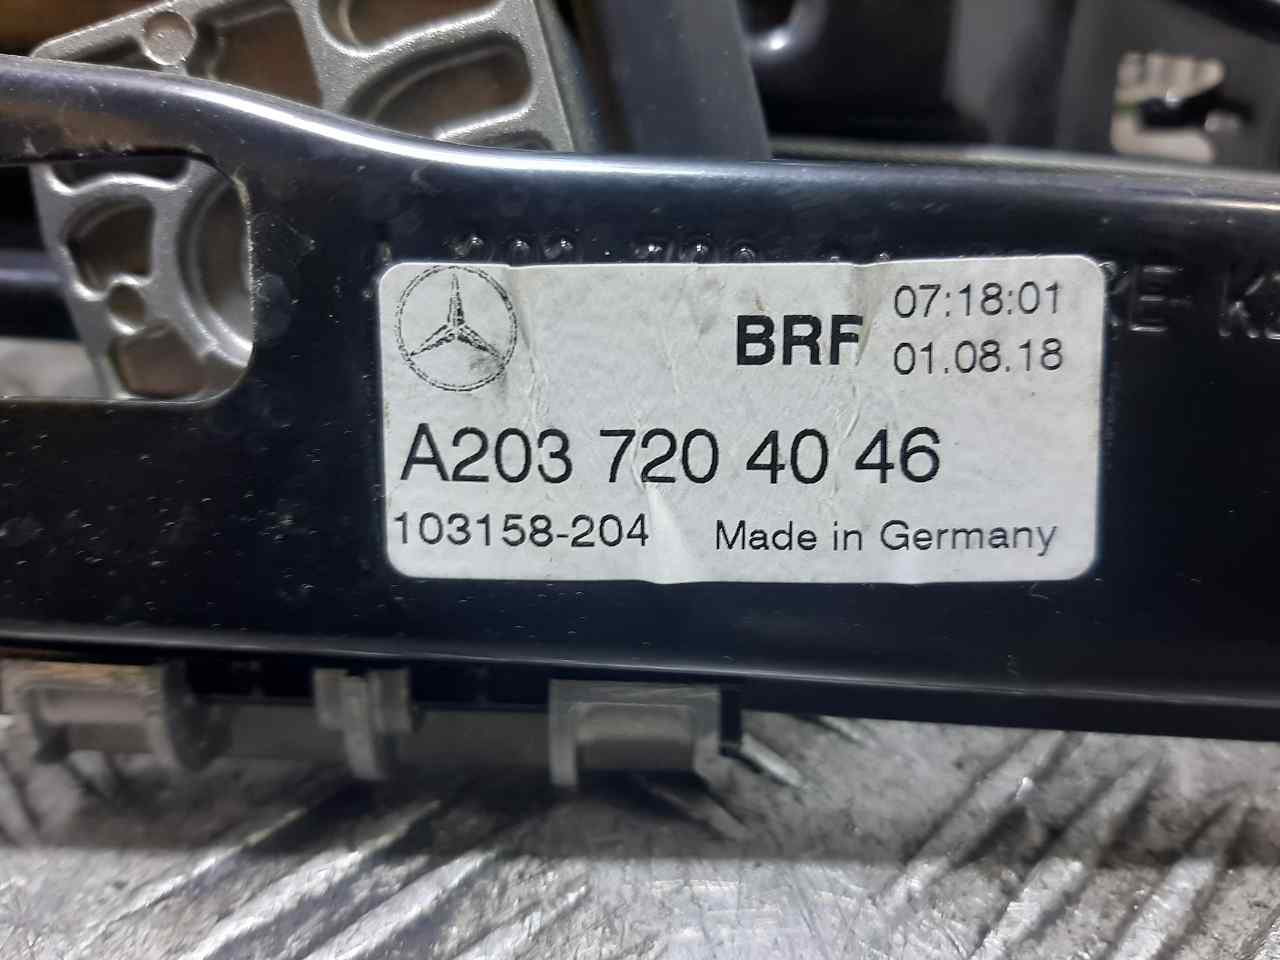 BRF
07:18:01
01.08.18
A203 720 40 46
103158-204 Made in Germany